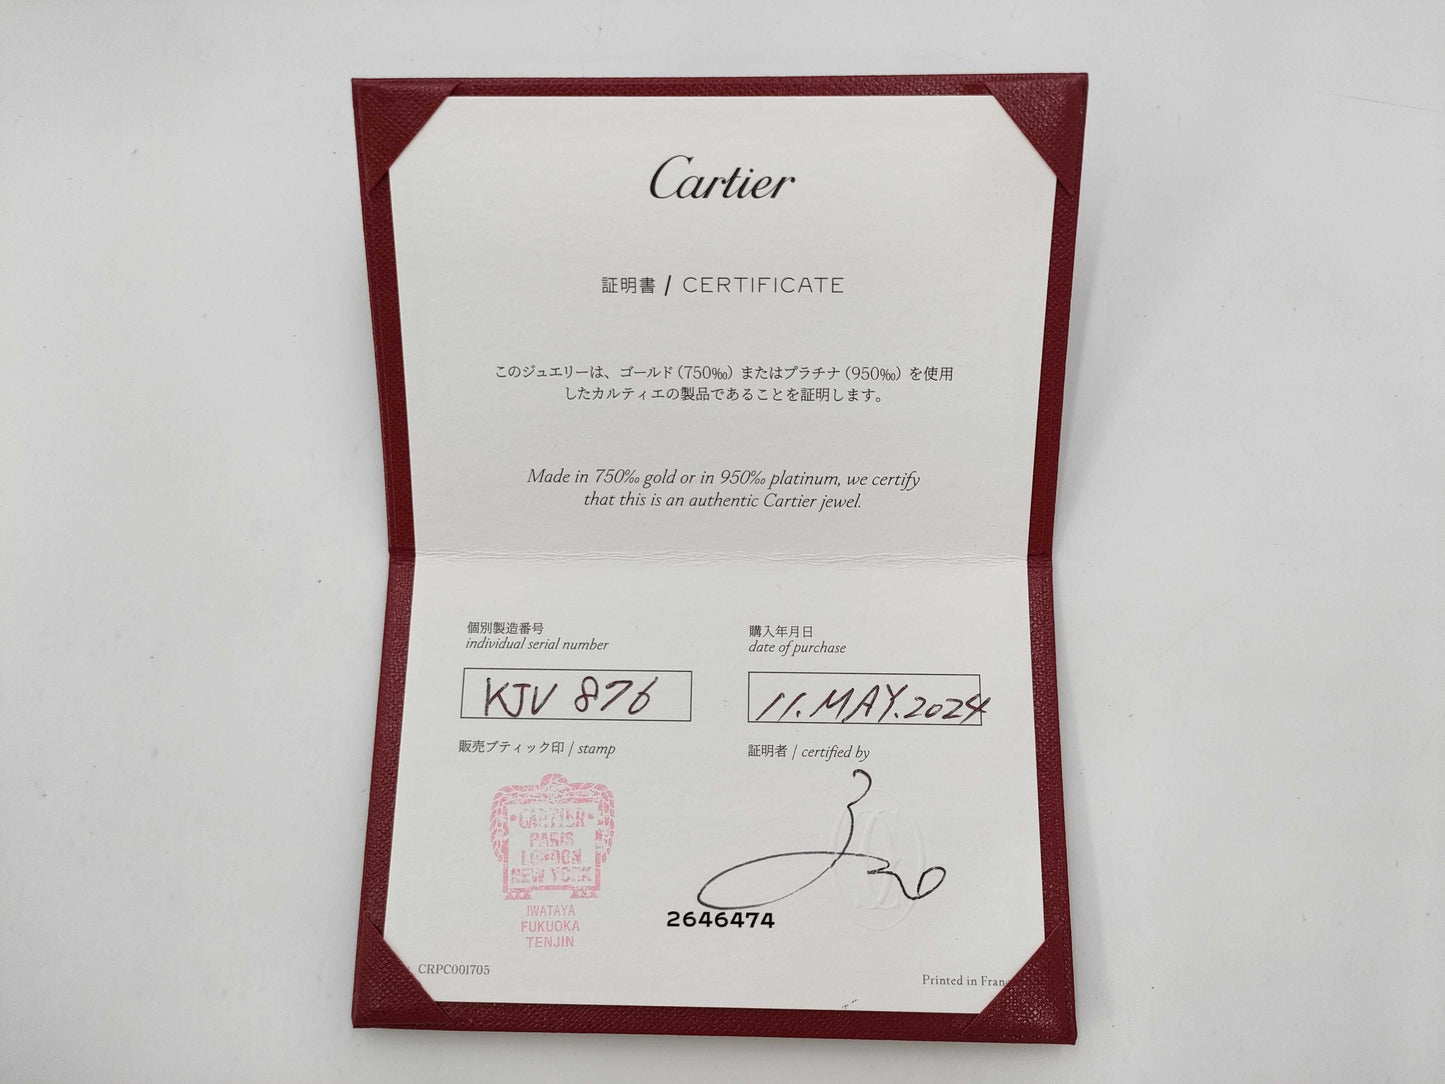 Cartier
証明書 / CERTIFICATE
このジュエリーは、ゴールド(750‰)またはプラチナ(950‰)を使用
したカルティエの製品であることを証明します。
Made in 750‰ gold or in 950‰ platinum, we certify
that this is an authentic Cartier jewel.
個別製造番号
individual serial number
KJV 876
購入年月日
date of purchase
11.MAY.2024
販売ブティック印 / stamp
CARTIER
PARIS
LONDON
NEW YORK
IWATAYA
FUKUOKA
TENJIN
証明者 / certified by
2646474
CRPC001705
Printed in Fran